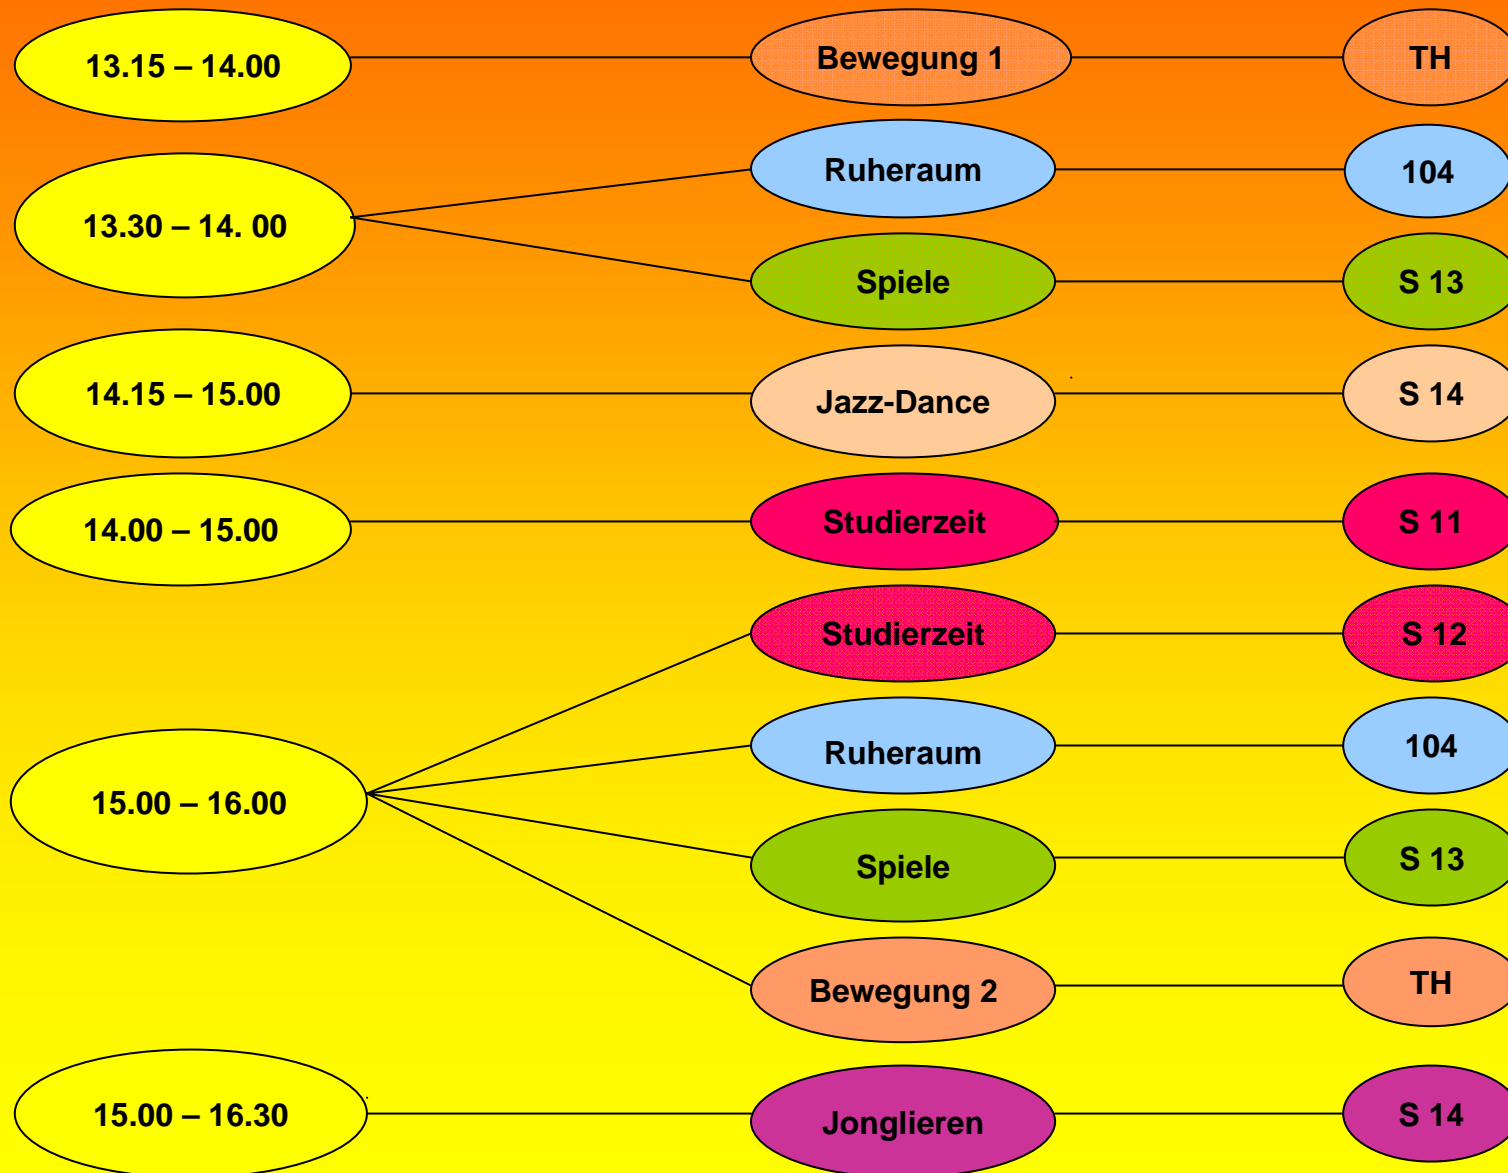 13.15 – 14.00 Bewegung 1 TH
Ruheraum 104
13.30 – 14. 00
Spiele S 13
14.15 – 15.00 Jazz-Dance S 14
14.00 – 15.00 Studierzeit S 11
Studierzeit S 12
Ruheraum 104
15.00 – 16.00
Spiele S 13
Bewegung 2 TH
15.00 – 16.30 Jonglieren S 14